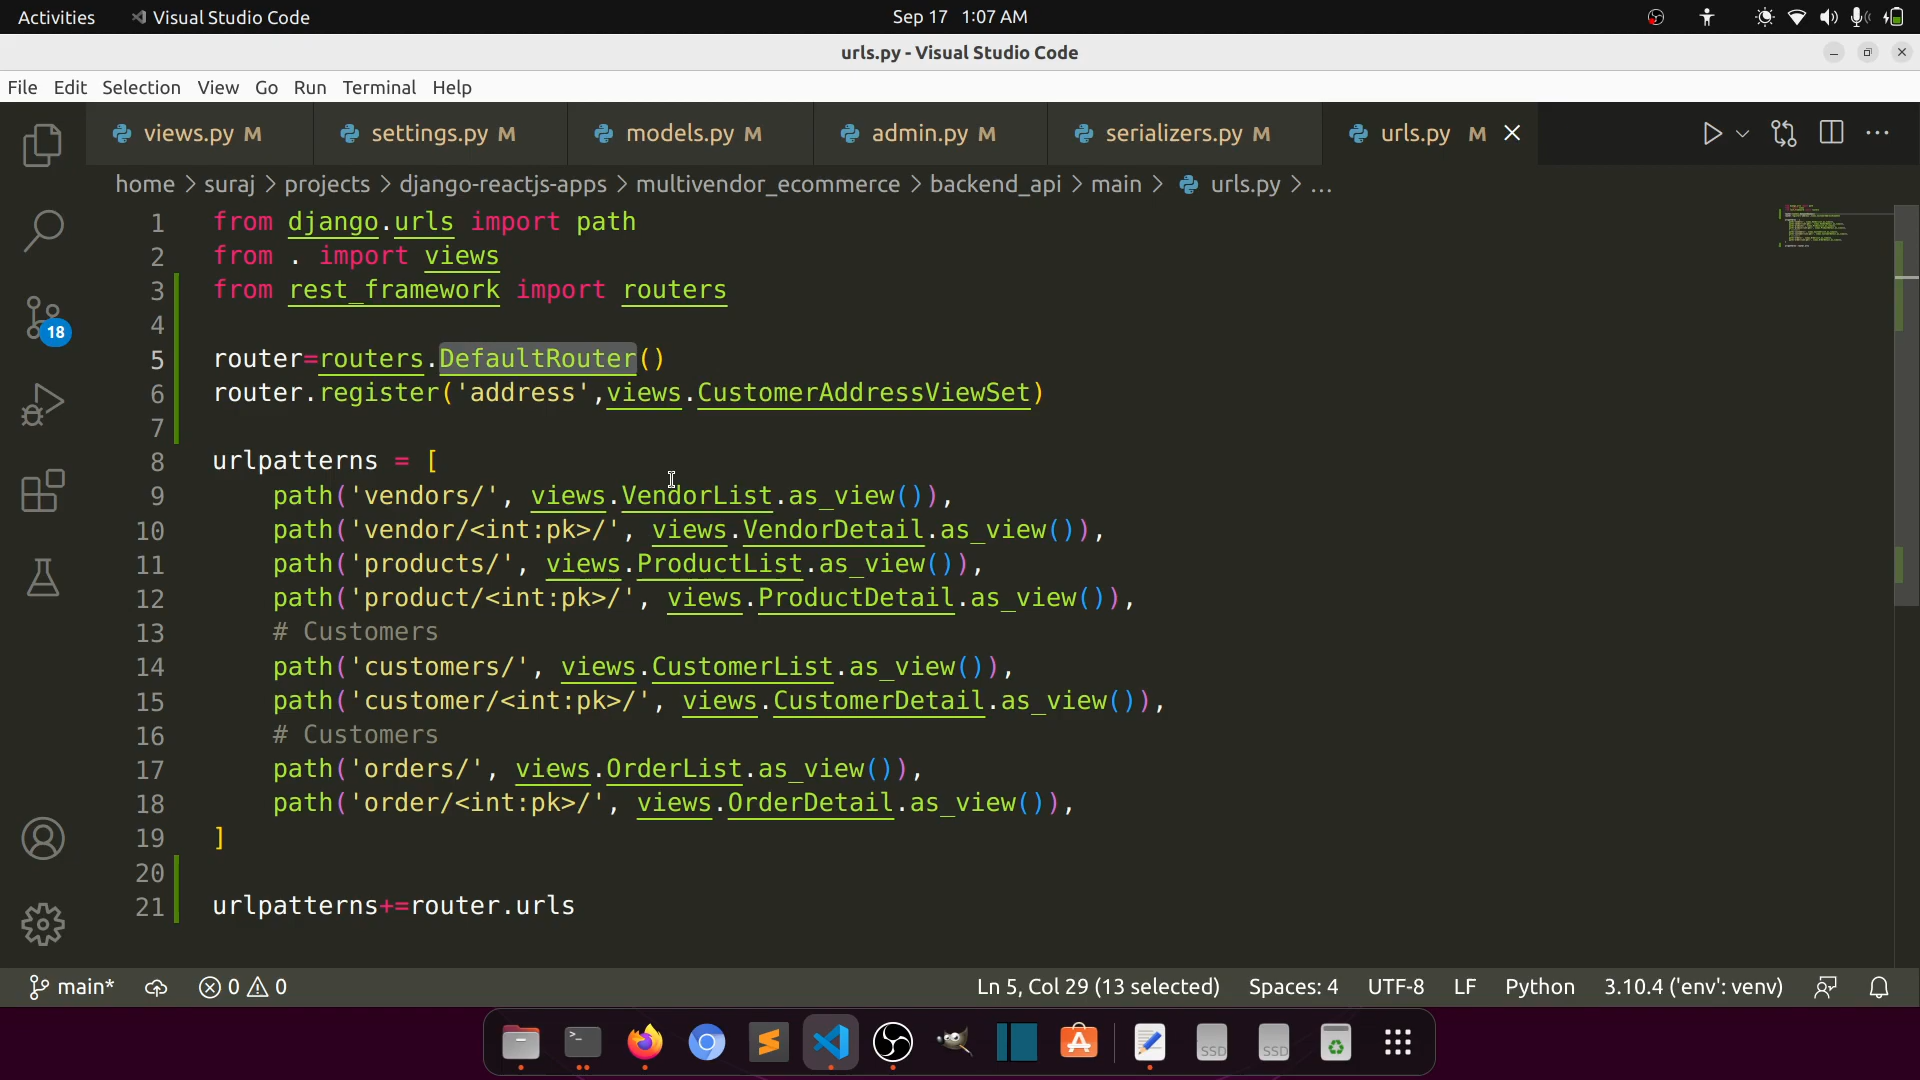 Activities Visual Studio Code Sep 17 1:07 AM
urls.py - Visual Studio Code
File Edit Selection View Go Run Terminal Help
views.py M settings.py M models.py M admin.py M serializers.py M urls.py M
home > suraj > projects > django-reactjs-apps > multivendor_ecommerce > backend_api > main > urls.py > ...
1 from django.urls import path
2 from . import views
3 from rest_framework import routers
4
5 router=routers.DefaultRouter()
6 router.register('address',views.CustomerAddressViewSet)
7
8 urlpatterns = [
9 path('vendors/', views.VendorList.as_view()),
10 path('vendor/<int:pk>/', views.VendorDetail.as_view()),
11 path('products/', views.ProductList.as_view()),
12 path('product/<int:pk>/', views.ProductDetail.as_view()),
13 # Customers
14 path('customers/', views.CustomerList.as_view()),
15 path('customer/<int:pk>/', views.CustomerDetail.as_view()),
16 # Customers
17 path('orders/', views.OrderList.as_view()),
18 path('order/<int:pk>/', views.OrderDetail.as_view()),
19 ]
20
21 urlpatterns+=router.urls
18
main* 0 0 Ln 5, Col 29 (13 selected) Spaces: 4 UTF-8 LF Python 3.10.4 ('env': venv)
SSD SSD